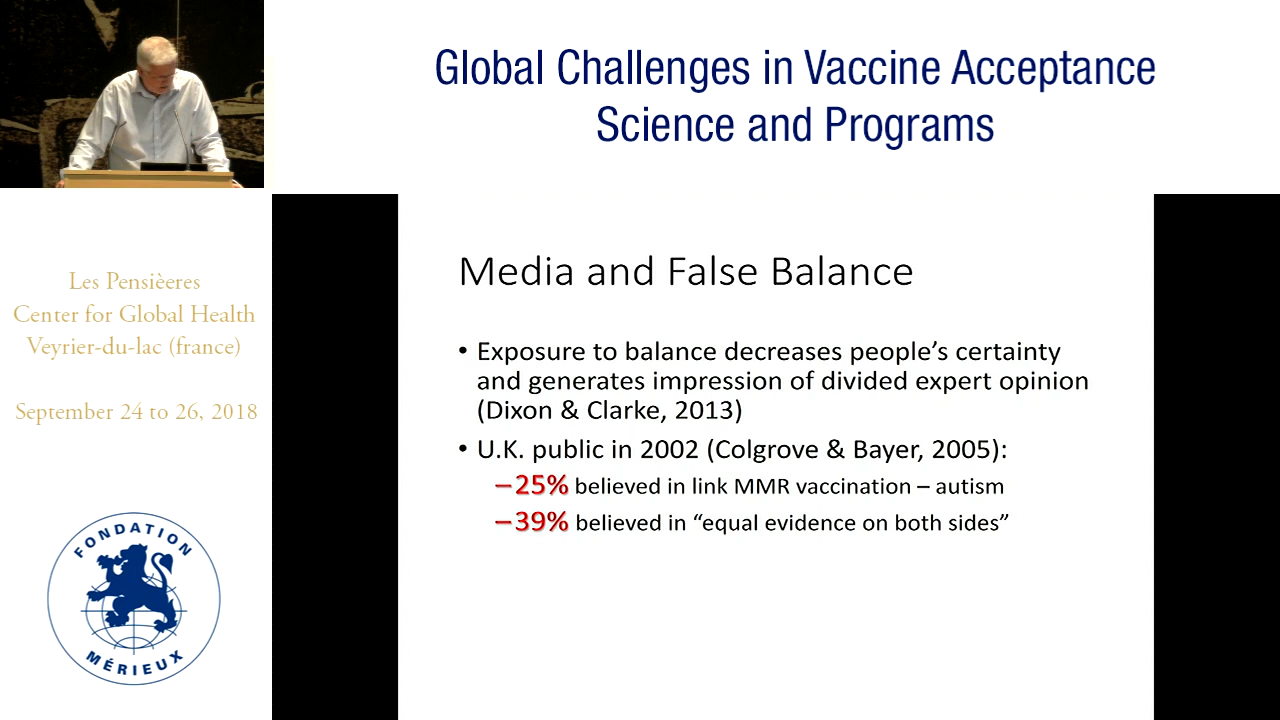 Global Challenges in Vaccine Acceptance
Science and Programs
Les Pensièeres
Center for Global Health
Veyrier-du-lac (france)
September 24 to 26, 2018
FONDATION
MÉRIEUX
Media and False Balance
• Exposure to balance decreases people’s certainty
and generates impression of divided expert opinion
(Dixon & Clarke, 2013)
• U.K. public in 2002 (Colgrove & Bayer, 2005):
–25% believed in link MMR vaccination – autism
–39% believed in “equal evidence on both sides”